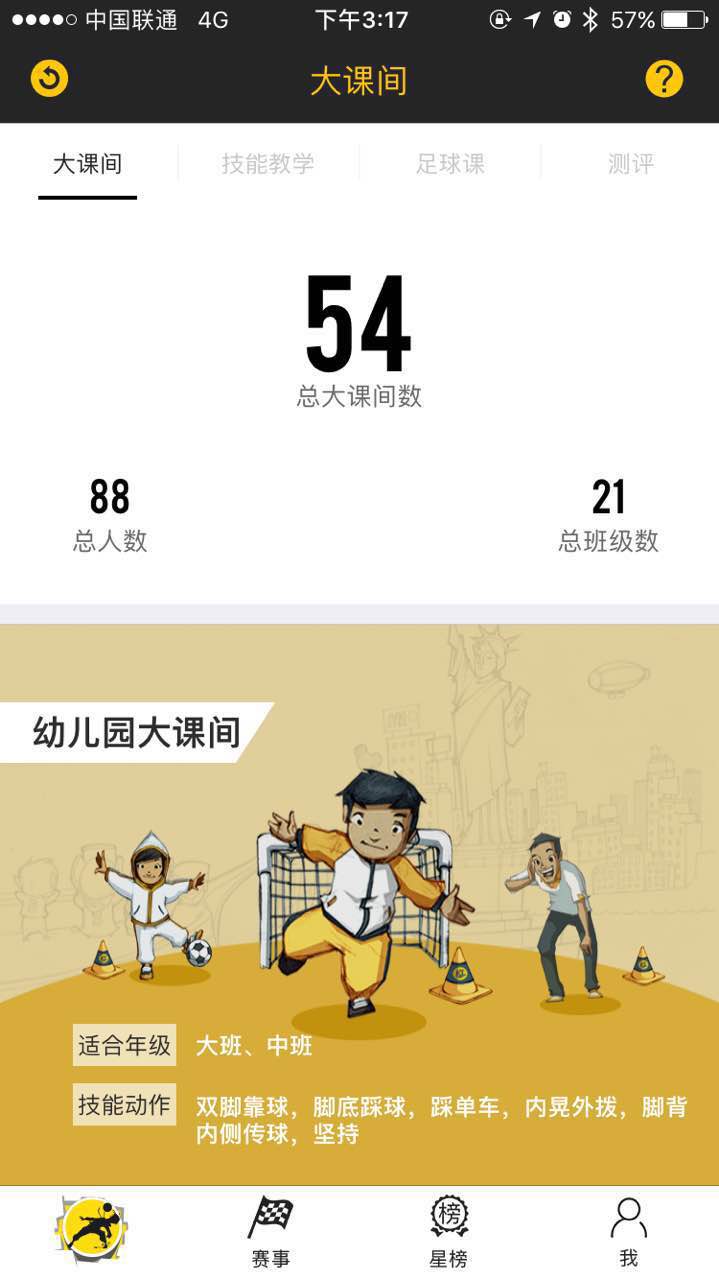 中国联通 4G 下午3:17 57%
大课间 ?
大课间 技能教学 足球课 测评
54
总大课间数
88 21
总人数 总班级数
幼儿园大课间
适合年级 大班、中班
技能动作 双脚靠球，脚底踩球，踩单车，内晃外拨，脚背
内侧传球，坚持
榜
赛事 星榜 我